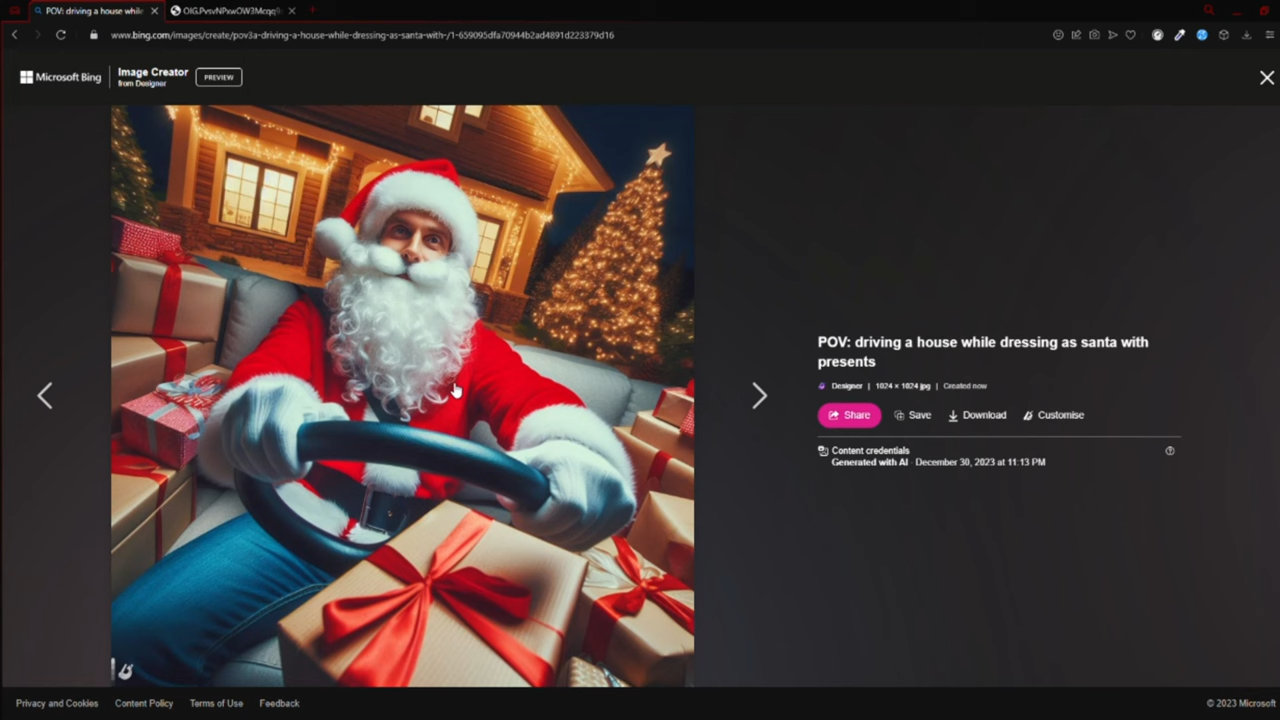 POV: driving a house while
www.bing.com/images/create/pov3a-driving-a-house-while-dressing-as-santa-with-/1-659095dfa70944b2ad4891d223379d16
Microsoft Bing
Image Creator
from Designer
PREVIEW
POV: driving a house while dressing as santa with
presents
Designer | 1024 × 1024 jpg | Created now
Share Save Download Customise
Content credentials
Generated with AI · December 30, 2023 at 11:13 PM
Privacy and Cookies Content Policy Terms of Use Feedback
© 2023 Microsoft